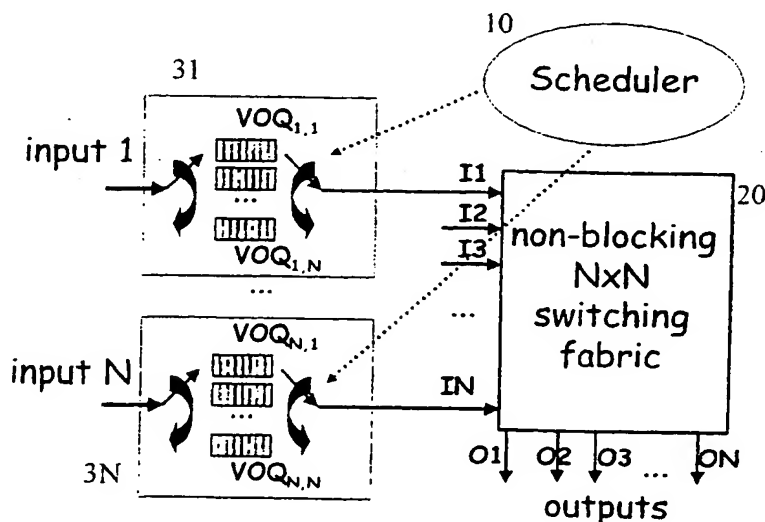 10
31
Scheduler
VOQ1,1
input 1
...
VOQ1,N
I1
I2
I3
20
non-blocking
NxN
switching
fabric
...
...
VOQN,1
input N
...
VOQN,N
IN
3N
O1 O2 O3 ... ON
outputs